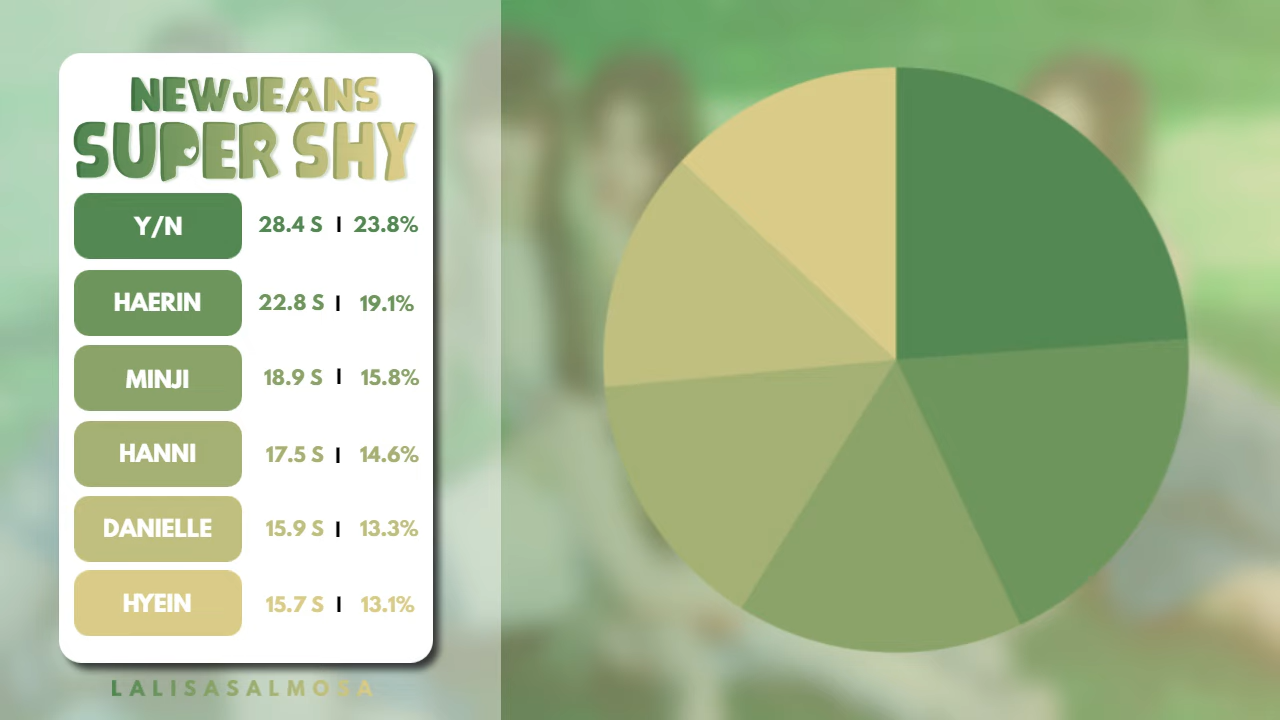 NEWJEANS
SUPER SHY
Y/N 28.4 S | 23.8%
HAERIN 22.8 S | 19.1%
MINJI 18.9 S | 15.8%
HANNI 17.5 S | 14.6%
DANIELLE 15.9 S | 13.3%
HYEIN 15.7 S | 13.1%
LALISASALMOSA